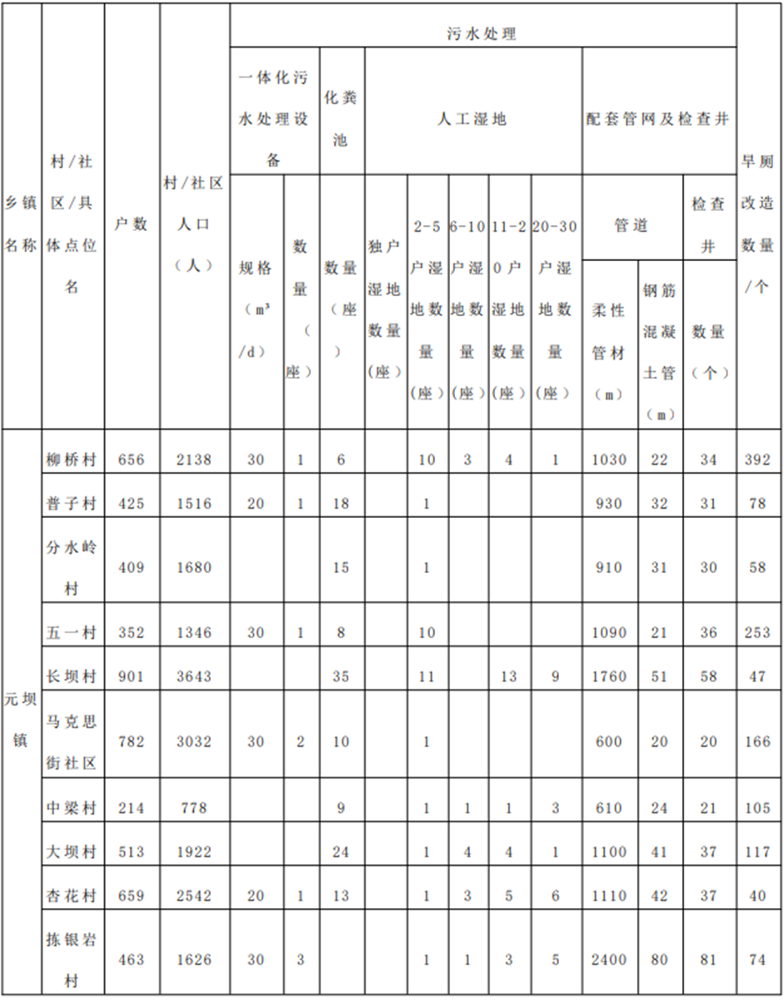 污水处理
一体化污
水处理设
备
化粪
池
人工湿地
配套管网及检查井
旱厕
改造
数量
/个
乡镇
名称
村/社
区/具
体点位
名
户数
村/社区
人口
（人）
管道
检查
井
规格
（m³
/d）
数
量
（
座）
数量
（座
）
独户
湿地
数量
(座)
2-5
户湿
地数
量
(座)
6-10
户湿
地数
量
(座)
11-2
0户
湿地
数量
(座)
20-30
户湿
地数
量
(座)
柔性
管材
（m）
钢筋
混凝
土管
（m）
数量
（个）
元坝
镇
柳桥村 656 2138 30 1 6 10 3 4 1 1030 22 34 392
普子村 425 1516 20 1 18 1 930 32 31 78
分水岭
村
409 1680 15 1 910 31 30 58
五一村 352 1346 30 1 8 10 1090 21 36 253
长坝村 901 3643 35 11 13 9 1760 51 58 47
马克思
街社区
782 3032 30 2 10 1 600 20 20 166
中梁村 214 778 9 1 1 1 3 610 24 21 105
大坝村 513 1922 24 1 4 4 1 1100 41 37 117
杏花村 659 2542 20 1 13 1 3 5 6 1110 42 37 40
拣银岩
村
463 1626 30 3 1 1 3 5 2400 80 81 74